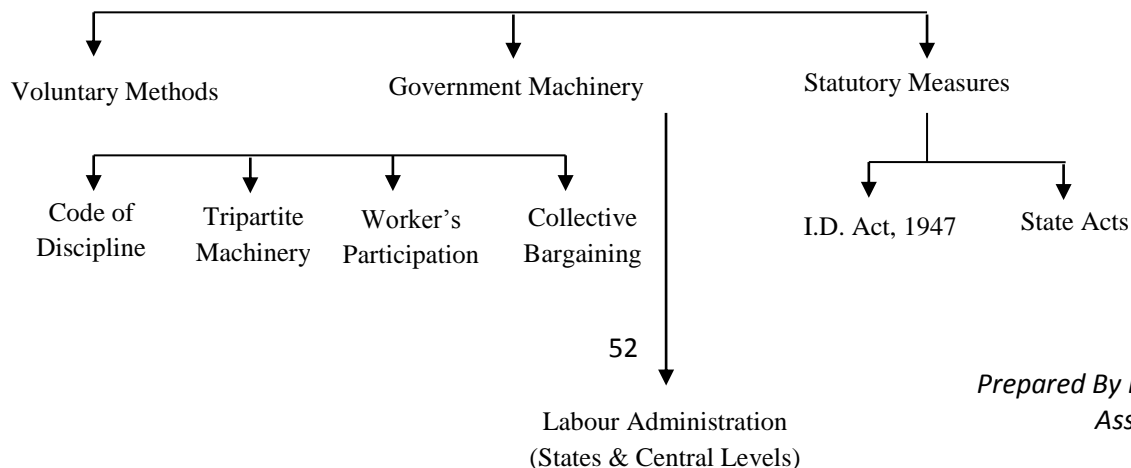 Voluntary Methods
Government Machinery
Statutory Measures
Code of
Discipline
Tripartite
Machinery
Worker's
Participation
Collective
Bargaining
I.D. Act, 1947
State Acts
52
Prepared By
Labour Administration
(States & Central Levels)